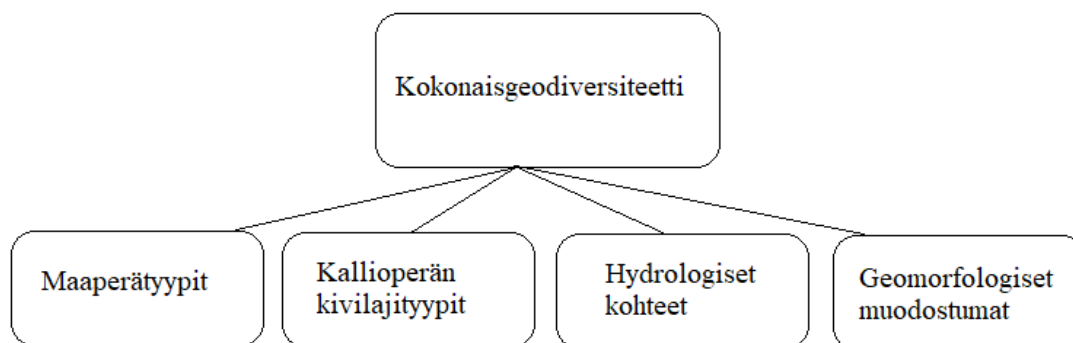 Kokonaisgeodiversiteetti
Maaperätyypit
Kallioperän
kivilajityypit
Hydrologiset
kohteet
Geomorfologiset
muodostumat